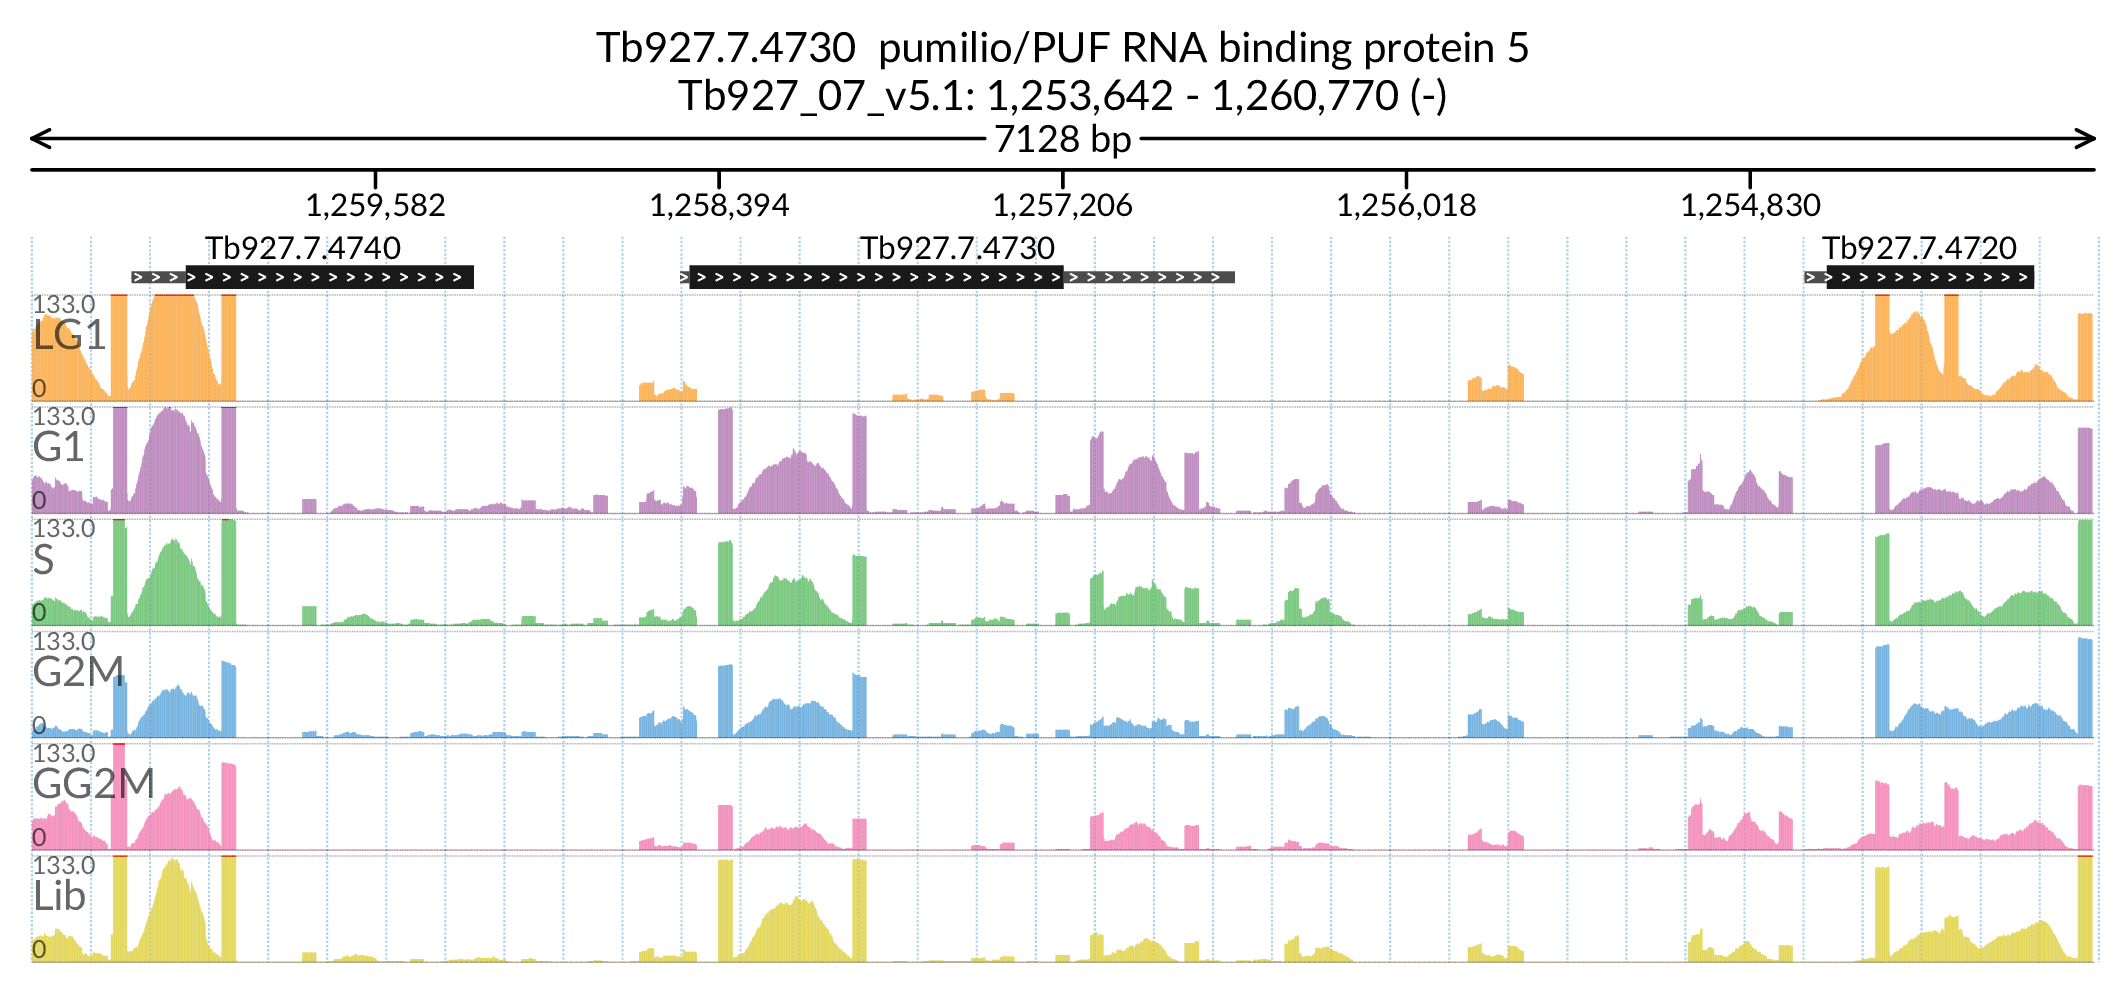 Tb927.7.4730 pumilio/PUF RNA binding protein 5
Tb927_07_v5.1: 1,253,642 - 1,260,770 (-)
7128 bp
1,259,582 1,258,394 1,257,206 1,256,018 1,254,830
Tb927.7.4740 Tb927.7.4730 Tb927.7.4720
133.0
LG1
0
133.0
G1
0
133.0
S
0
133.0
G2M
0
133.0
GG2M
0
133.0
Lib
0